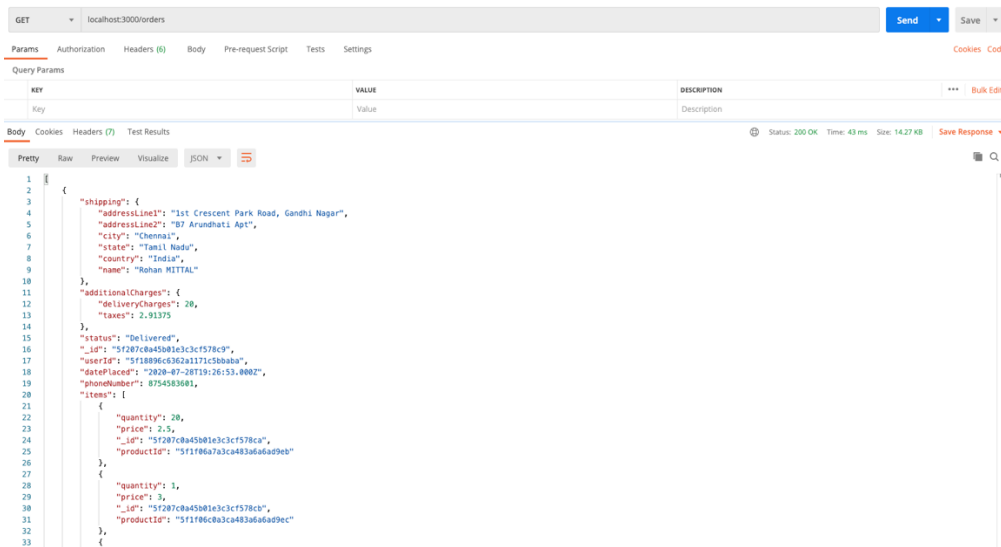 GET localhost:3000/orders Send Save
Params Authorization Headers (6) Body Pre-request Script Tests Settings Cookies Cod
Query Params
KEY VALUE DESCRIPTION ••• Bulk Edit
Key Value Description
Body Cookies Headers (7) Test Results Status: 200 OK Time: 43 ms Size: 14.27 KB Save Response
Pretty Raw Preview Visualize JSON
1 [
2 {
3 "shipping": {
4 "addressLine1": "1st Crescent Park Road, Gandhi Nagar",
5 "addressLine2": "B7 Arundhati Apt",
6 "city": "Chennai",
7 "state": "Tamil Nadu",
8 "country": "India",
9 "name": "Rohan MITTAL"
10 },
11 "additionalCharges": {
12 "deliveryCharges": 20,
13 "taxes": 2.91375
14 },
15 "status": "Delivered",
16 "_id": "5f207c0a45b01e3c3cf578c9",
17 "userId": "5f18896c6362a1171c5bbaba",
18 "datePlaced": "2020-07-28T19:26:53.000Z",
19 "phoneNumber": 8754583601,
20 "items": [
21 {
22 "quantity": 20,
23 "price": 2.5,
24 "_id": "5f207c0a45b01e3c3cf578ca",
25 "productId": "5f1f06a7a3ca483a6a6ad9eb"
26 },
27 {
28 "quantity": 1,
29 "price": 3,
30 "_id": "5f207c0a45b01e3c3cf578cb",
31 "productId": "5f1f06c0a3ca483a6a6ad9ec"
32 },
33 {